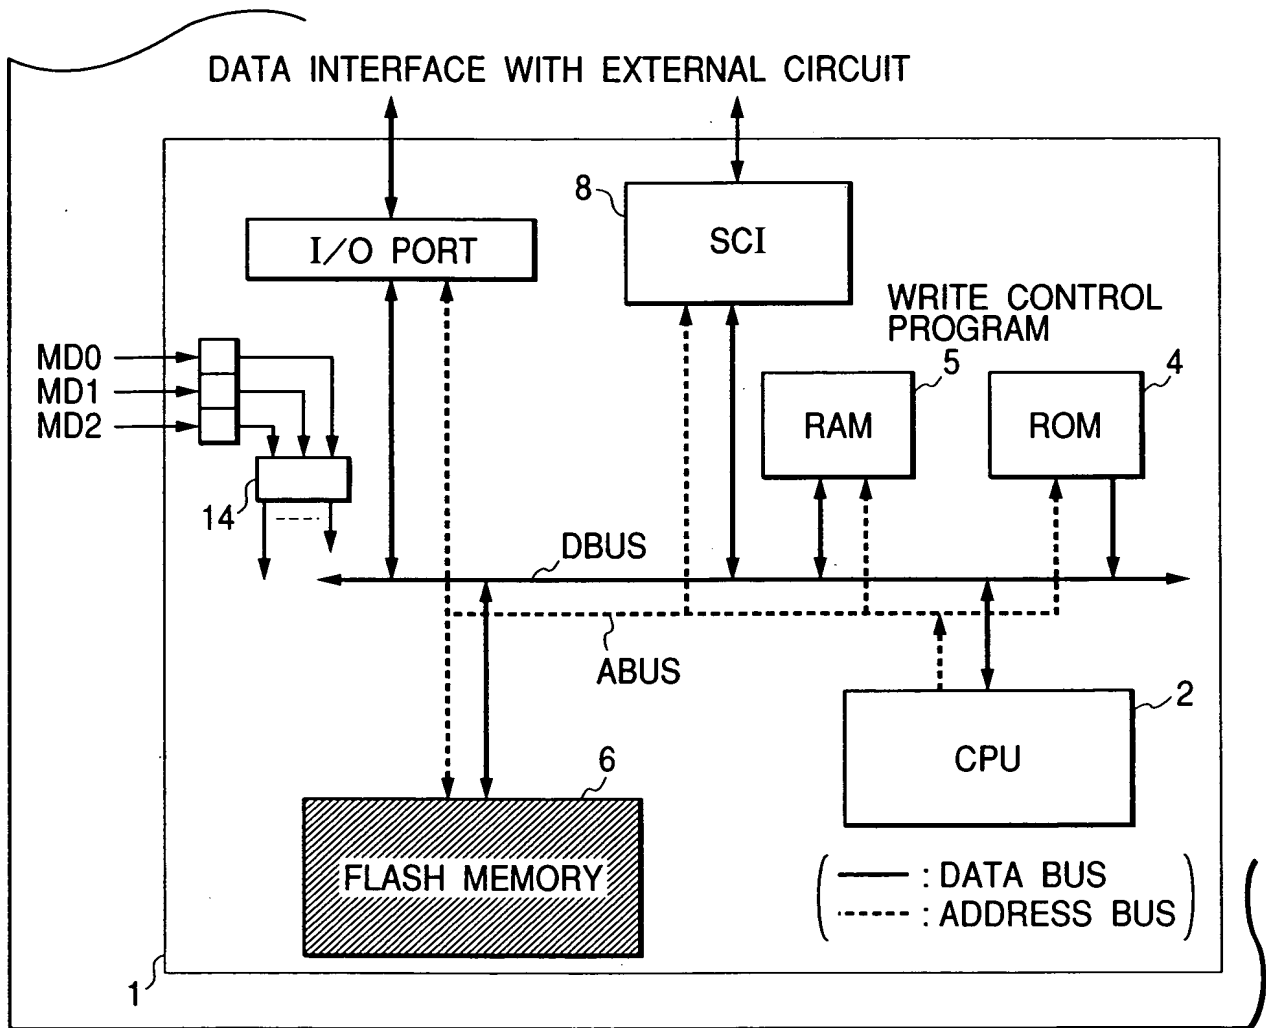 DATA INTERFACE WITH EXTERNAL CIRCUIT
8
SCI
I/O PORT
WRITE CONTROL
PROGRAM
5
4
MD0
MD1
MD2
RAM
ROM
14
DBUS
ABUS
2
CPU
6
FLASH MEMORY
: DATA BUS
: ADDRESS BUS
1